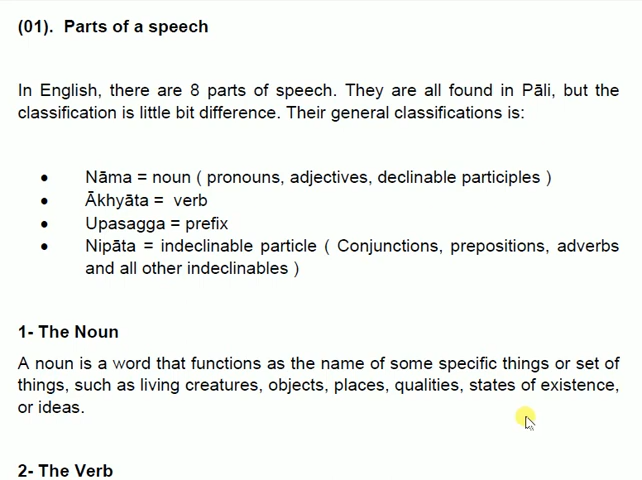 (01). Parts of a speech
In English, there are 8 parts of speech. They are all found in Pāli, but the
classification is little bit difference. Their general classifications is:
• Nāma = noun ( pronouns, adjectives, declinable participles )
• Ākhyāta = verb
• Upasagga = prefix
• Nipāta = indeclinable particle ( Conjunctions, prepositions, adverbs
and all other indeclinables )
1- The Noun
A noun is a word that functions as the name of some specific things or set of
things, such as living creatures, objects, places, qualities, states of existence,
or ideas.
2- The Verb